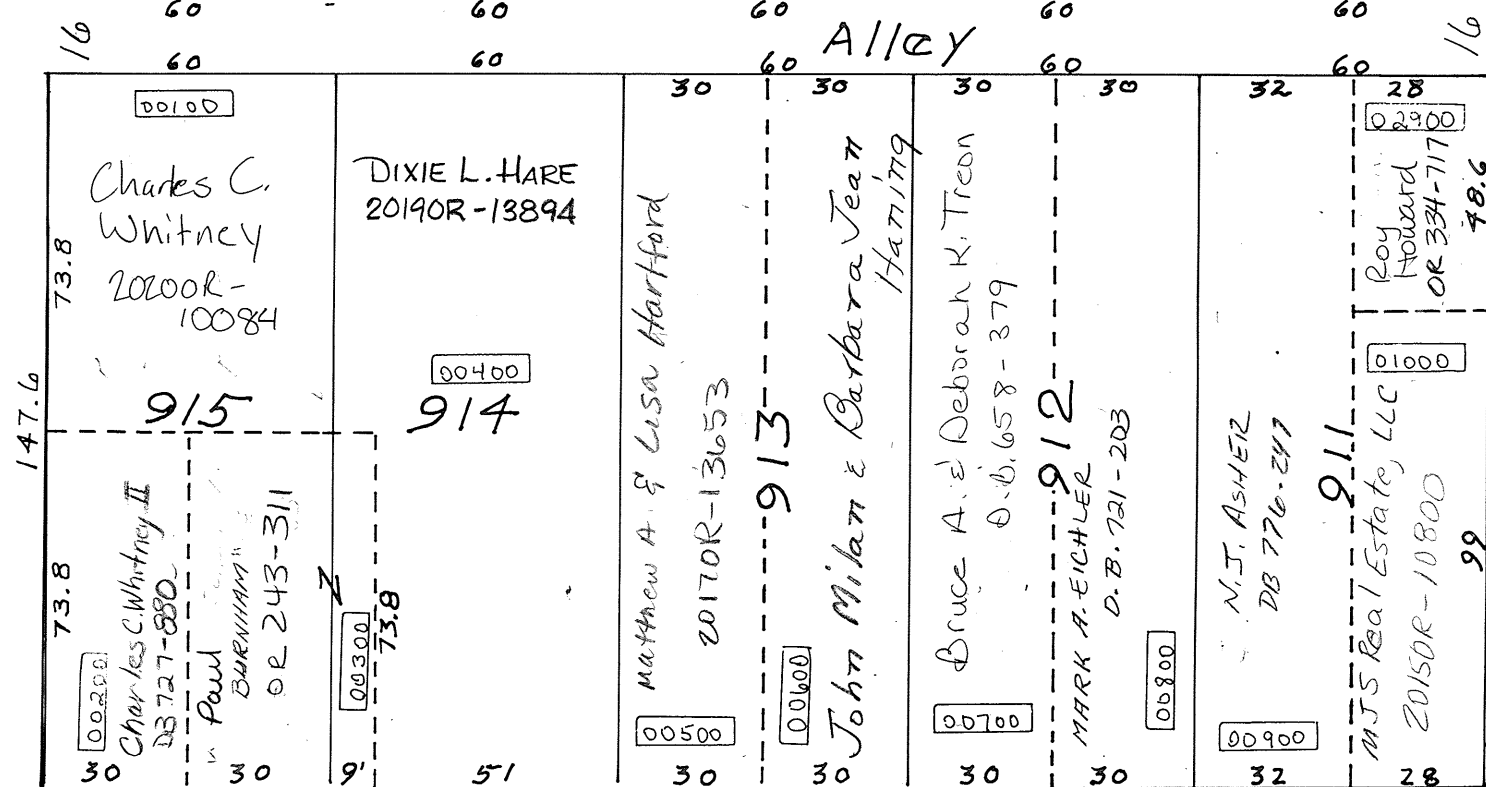 60 60 60 60 60
16 Alley 16
60 60 60 60 60
30 30 30 30 32 28
00100
Charles C.
Whitney
20200R-
10084
73.8
147.6
915
DIXIE L. HARE
20190R-13894
00400
914
73.8
00200
Charles C. Whitney II
DB 727-880
30
" Paul
BURNHAM"
OR 243-311
30
Z
00300
73.8
9'
51
Matthew A. & Lisa Hartford
20170R-13653
00500
30
913
00600
John Milan & Barbara Jean
Haming
30
Bruce A. & Deborah K. Treon
D.B. 658-379
00700
30
912
MARK A. EICHLER
D.B. 721-203
00800
30
N.J. ASHER
DB 776-247
00900
32
911
02900
Roy
Howard
OR 334-717
48.6
01000
MJS Real Estate, LLC
20150R-10800
99
28